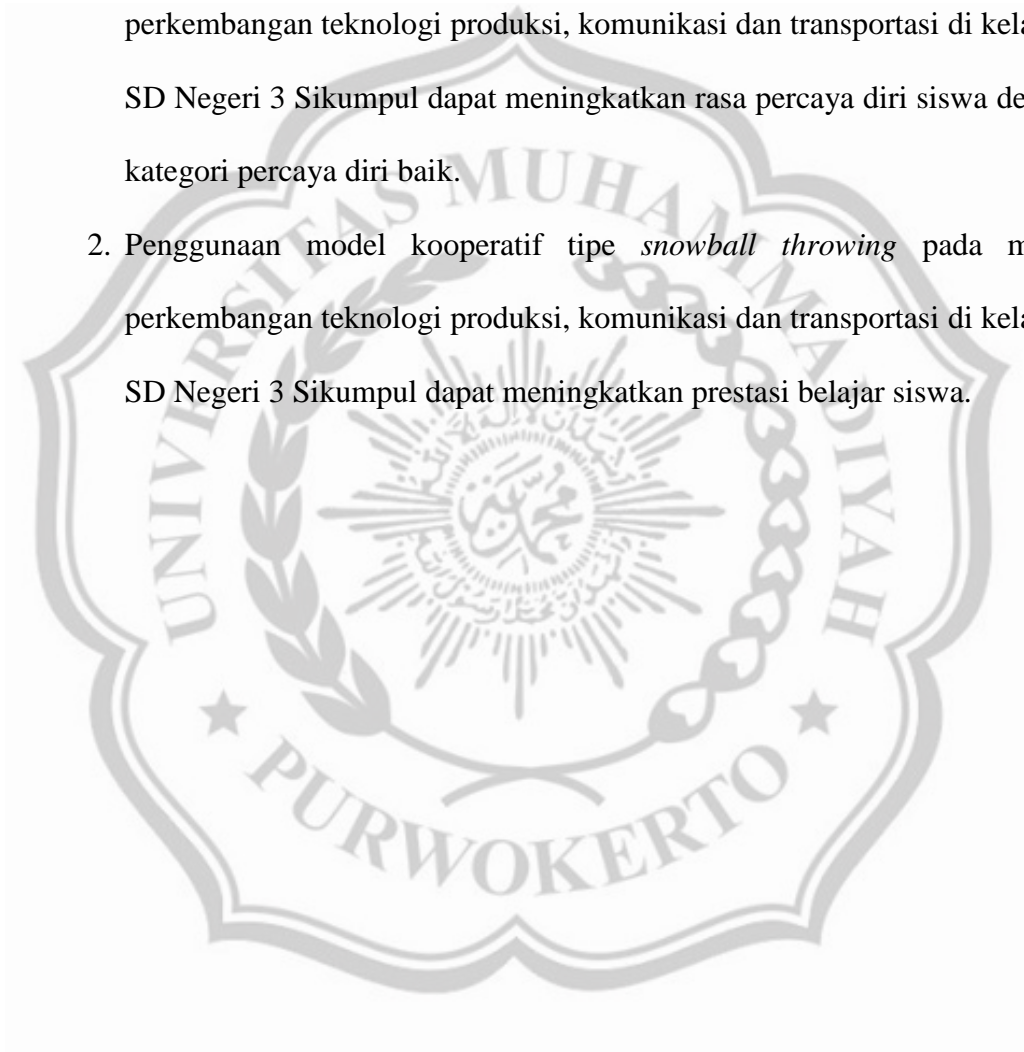 perkembangan teknologi produksi, komunikasi dan transportasi di kela
SD Negeri 3 Sikumpul dapat meningkatkan rasa percaya diri siswa de
kategori percaya diri baik.
2. Penggunaan model kooperatif tipe snowball throwing pada m
perkembangan teknologi produksi, komunikasi dan transportasi di kela
SD Negeri 3 Sikumpul dapat meningkatkan prestasi belajar siswa.
UNIVERSITAS MUHAMMADIYAH
PURWOKERTO